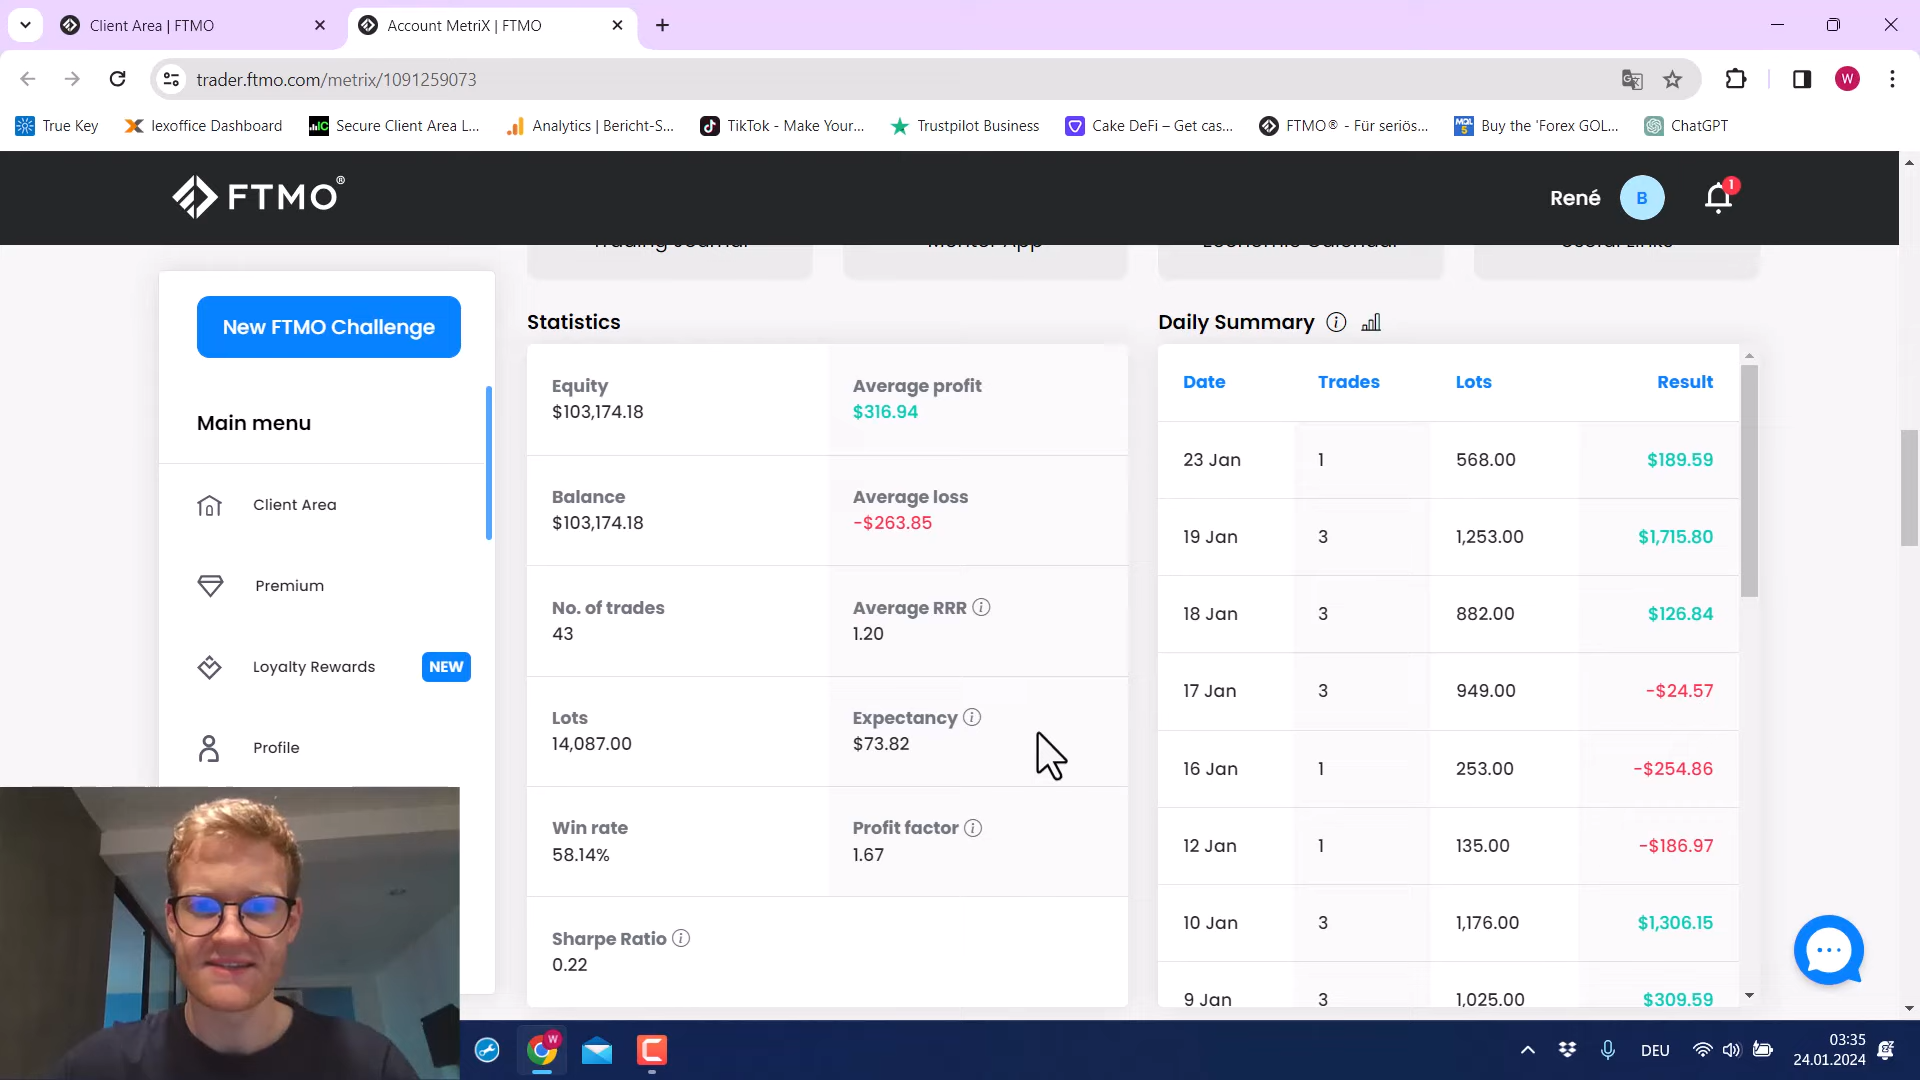 Client Area | FTMO
Account MetriX | FTMO
trader.ftmo.com/metrix/1091259073
W
True Key
lexoffice Dashboard
Secure Client Area L...
Analytics | Bericht-S...
TikTok - Make Your...
Trustpilot Business
Cake DeFi – Get cas...
FTMO® - Für seriös...
Buy the 'Forex GOL...
ChatGPT
FTMO®
René
B
1
Trading Journal
Mentor App
Economic Calendar
Useful Links
New FTMO Challenge
Main menu
Client Area
Premium
Loyalty Rewards
NEW
Profile
Statistics
Equity
$103,174.18
Average profit
$316.94
Balance
$103,174.18
Average loss
-$263.85
No. of trades
43
Average RRR
1.20
Lots
14,087.00
Expectancy
$73.82
Win rate
58.14%
Profit factor
1.67
Sharpe Ratio
0.22
Daily Summary
Date Trades Lots Result
23 Jan 1 568.00 $189.59
19 Jan 3 1,253.00 $1,715.80
18 Jan 3 882.00 $126.84
17 Jan 3 949.00 -$24.57
16 Jan 1 253.00 -$254.86
12 Jan 1 135.00 -$186.97
10 Jan 3 1,176.00 $1,306.15
9 Jan 3 1,025.00 $309.59
W
DEU
03:35
24.01.2024